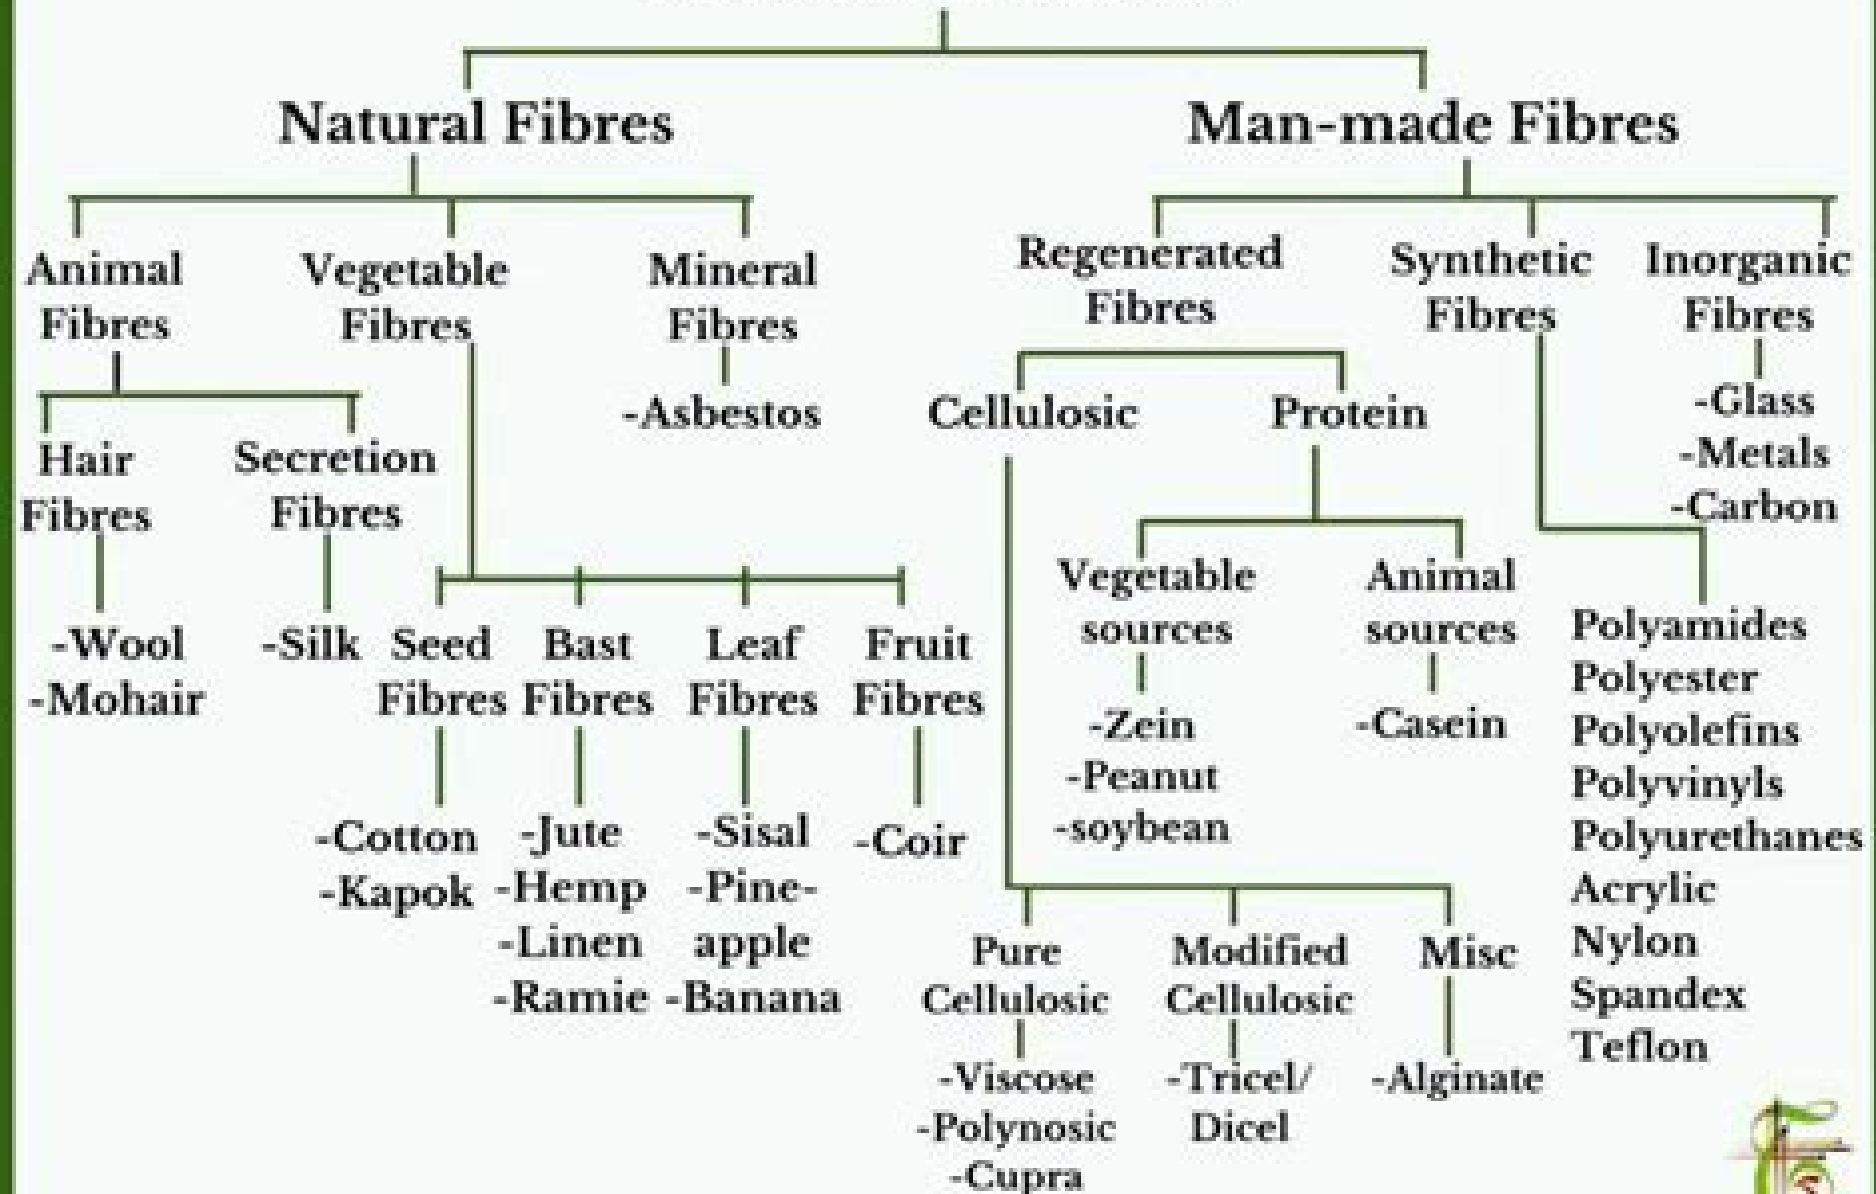 Natural Fibres
Man-made Fibres
Animal
Fibres
Vegetable
Fibres
Mineral
Fibres
Regenerated
Fibres
Synthetic
Fibres
Inorganic
Fibres
-Asbestos
Cellulosic
Protein
-Glass
-Metals
-Carbon
Hair
Fibres
Secretion
Fibres
Vegetable
sources
Animal
sources
-Wool
-Mohair
-Silk
Seed
Fibres
Bast
Fibres
Leaf
Fibres
Fruit
Fibres
-Zein
-Peanut
-soybean
-Casein
Polyamides
Polyester
Polyolefins
Polyvinyls
Polyurethanes
Acrylic
Nylon
Spandex
Teflon
-Cotton
-Kapok
-Jute
-Hemp
-Linen
-Ramie
-Sisal
-Pine-
apple
-Banana
-Coir
Pure
Cellulosic
Modified
Cellulosic
Misc
-Viscose
-Polynosic
-Cupra
-Tricel/
Dicel
-Alginate